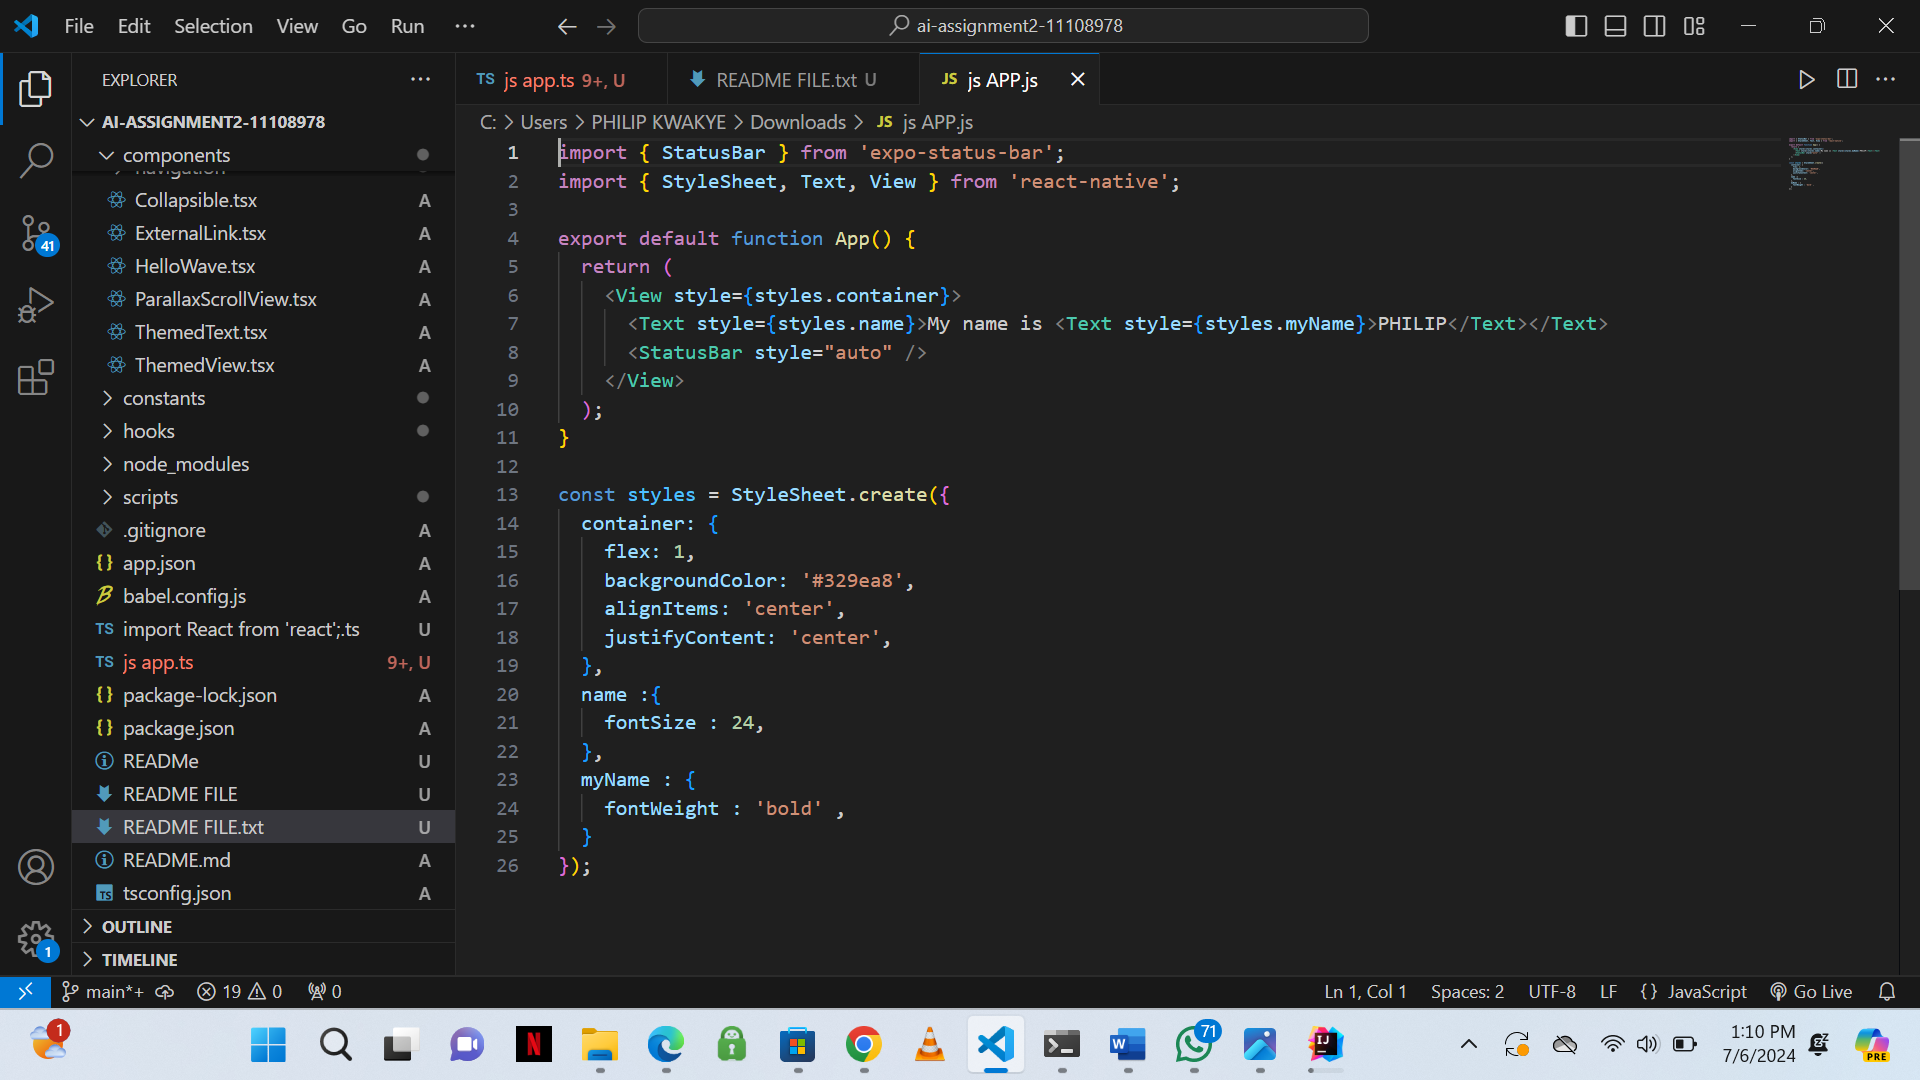 File Edit Selection View Go Run ···
ai-assignment2-11108978
EXPLORER ···
AI-ASSIGNMENT2-11108978
components
navigation
Collapsible.tsx A
ExternalLink.tsx A
HelloWave.tsx A
ParallaxScrollView.tsx A
ThemedText.tsx A
ThemedView.tsx A
constants
hooks
node_modules
scripts
.gitignore A
{} app.json A
babel.config.js A
TS import React from 'react';.ts U
TS js app.ts 9+, U
{} package-lock.json A
{} package.json A
READMe U
README FILE U
README FILE.txt U
README.md A
TS tsconfig.json A
OUTLINE
TIMELINE
41
1
TS js app.ts 9+, U
README FILE.txt U
JS js APP.js
C: > Users > PHILIP KWAKYE > Downloads > JS js APP.js
1 import { StatusBar } from 'expo-status-bar';
2 import { StyleSheet, Text, View } from 'react-native';
3
4 export default function App() {
5 return (
6 <View style={styles.container}>
7 <Text style={styles.name}>My name is <Text style={styles.myName}>PHILIP</Text></Text>
8 <StatusBar style="auto" />
9 </View>
10 );
11 }
12
13 const styles = StyleSheet.create({
14 container: {
15 flex: 1,
16 backgroundColor: '#329ea8',
17 alignItems: 'center',
18 justifyContent: 'center',
19 },
20 name :{
21 fontSize : 24,
22 },
23 myName : {
24 fontWeight : 'bold' ,
25 }
26 });
main*+ 19 0 0
Ln 1, Col 1 Spaces: 2 UTF-8 LF {} JavaScript Go Live
1
N
W
71
IJ
1:10 PM
7/6/2024
PRE